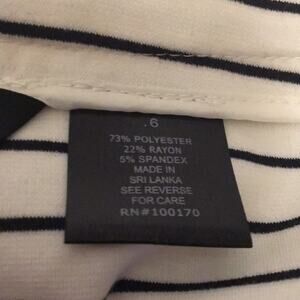 .6
73% POLYESTER
22% RAYON
5% SPANDEX
MADE IN
SRI LANKA
SEE REVERSE
FOR CARE
RN#100170